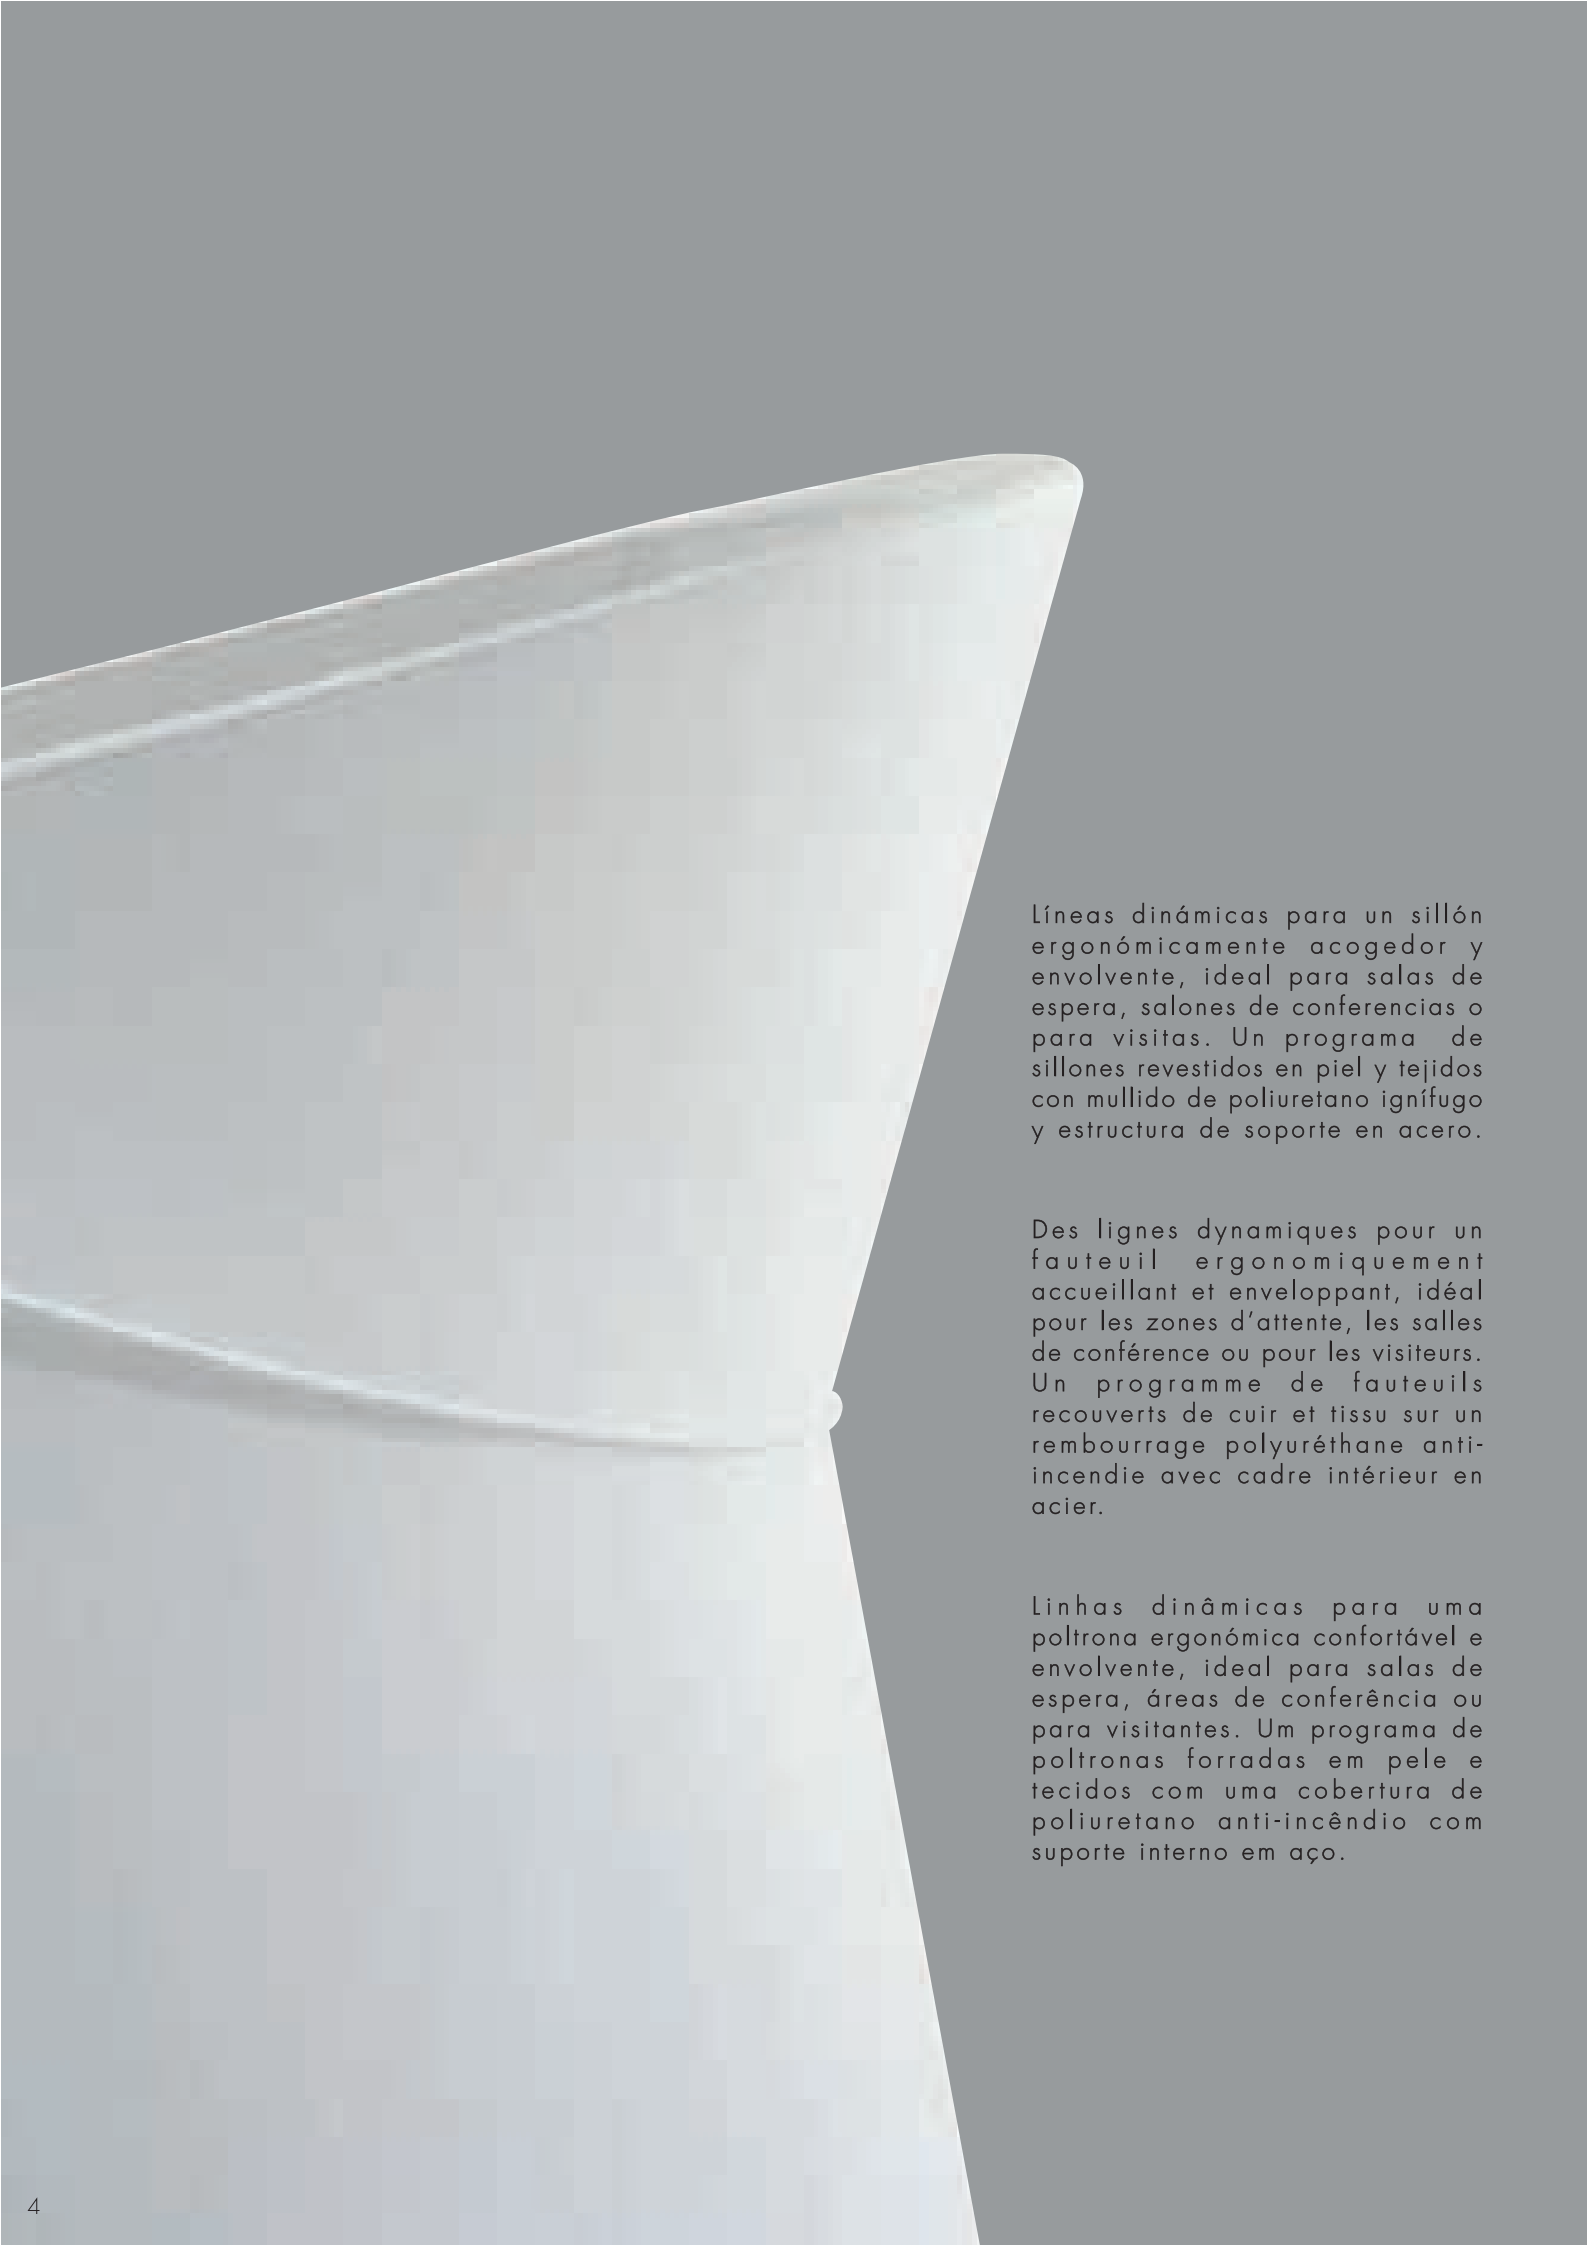 Líneas dinámicas para un sillón
ergonómicamente acogedor y
envolvente, ideal para salas de
espera, salones de conferencias o
para visitas. Un programa de
sillones revestidos en piel y tejidos
con mullido de poliuretano ignífugo
y estructura de soporte en acero.
Des lignes dynamiques pour un
fauteuil ergonomiquement
accueillant et enveloppant, idéal
pour les zones d’attente, les salles
de conférence ou pour les visiteurs.
Un programme de fauteuils
recouverts de cuir et tissu sur un
rembourrage polyuréthane anti-
incendie avec cadre intérieur en
acier.
Linhas dinâmicas para uma
poltrona ergonómica confortável e
envolvente, ideal para salas de
espera, áreas de conferência ou
para visitantes. Um programa de
poltronas forradas em pele e
tecidos com uma cobertura de
poliuretano anti-incêndio com
suporte interno em aço.
4